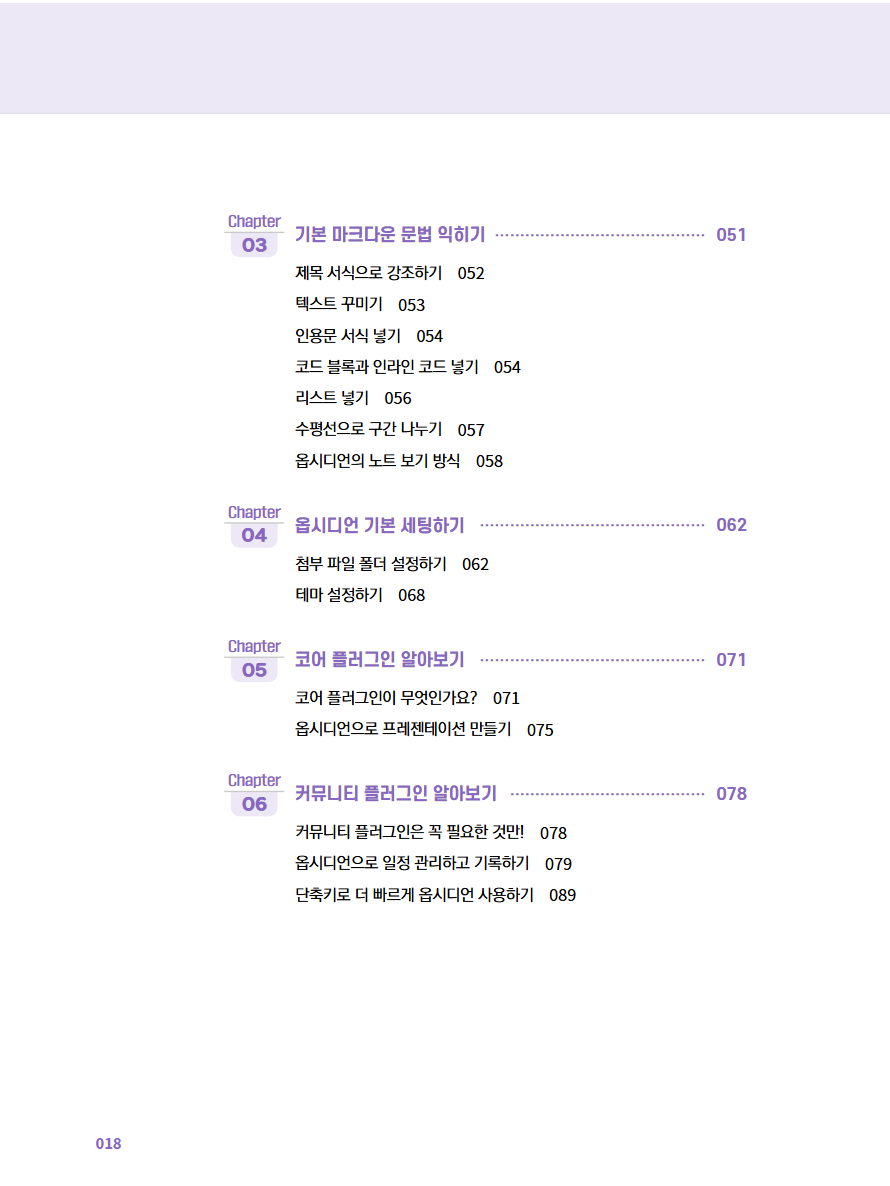 Chapter
03
기본 마크다운 문법 익히기 051
제목 서식으로 강조하기 052
텍스트 꾸미기 053
인용문 서식 넣기 054
코드 블록과 인라인 코드 넣기 054
리스트 넣기 056
수평선으로 구간 나누기 057
옵시디언의 노트 보기 방식 058
Chapter
04
옵시디언 기본 세팅하기 062
첨부 파일 폴더 설정하기 062
테마 설정하기 068
Chapter
05
코어 플러그인 알아보기 071
코어 플러그인이 무엇인가요? 071
옵시디언으로 프레젠테이션 만들기 075
Chapter
06
커뮤니티 플러그인 알아보기 078
커뮤니티 플러그인은 꼭 필요한 것만! 078
옵시디언으로 일정 관리하고 기록하기 079
단축키로 더 빠르게 옵시디언 사용하기 089
018